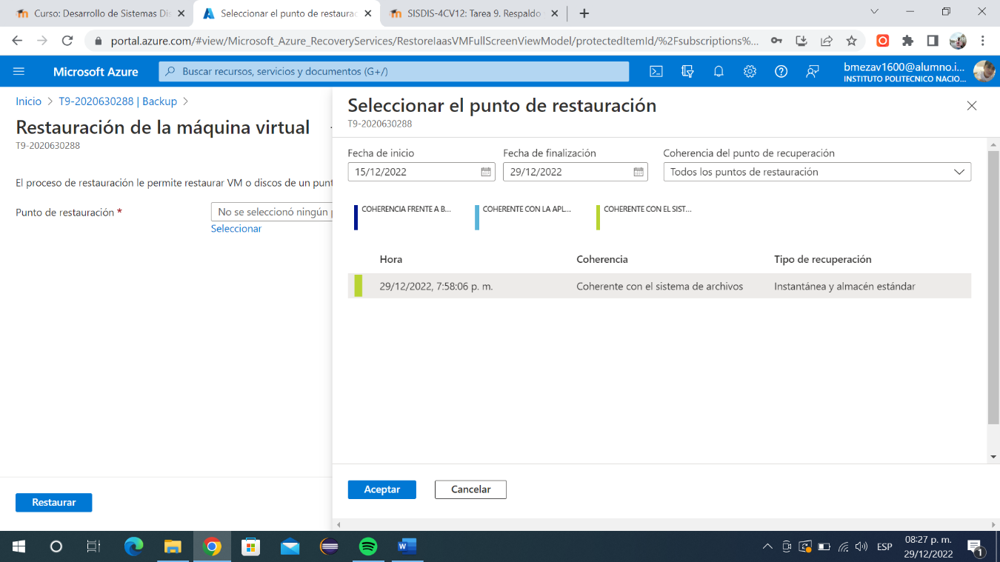 Curso: Desarrollo de Sistemas Dis
Seleccionar el punto de restaurac
SISDIS-4CV12: Tarea 9. Respaldo
portal.azure.com/#view/Microsoft_Azure_RecoveryServices/RestoreIaasVMFullScreenViewModel/protectedItemId/%2Fsubscriptions%...
Microsoft Azure
Buscar recursos, servicios y documentos (G+/)
bmezav1600@alumno.i...
INSTITUTO POLITECNICO NACIO...
Inicio > T9-2020630288 | Backup >
Restauración de la máquina virtual
T9-2020630288
El proceso de restauración le permite restaurar VM o discos de un punt
Punto de restauración *
No se seleccionó ningún p
Seleccionar
Restaurar
Seleccionar el punto de restauración
T9-2020630288
Fecha de inicio
Fecha de finalización
Coherencia del punto de recuperación
15/12/2022
29/12/2022
Todos los puntos de restauración
COHERENCIA FRENTE A B...
COHERENTE CON LA APL...
COHERENTE CON EL SIST...
Hora
Coherencia
Tipo de recuperación
29/12/2022, 7:58:06 p. m.
Coherente con el sistema de archivos
Instantánea y almacén estándar
Aceptar
Cancelar
ESP
08:27 p. m.
29/12/2022
1